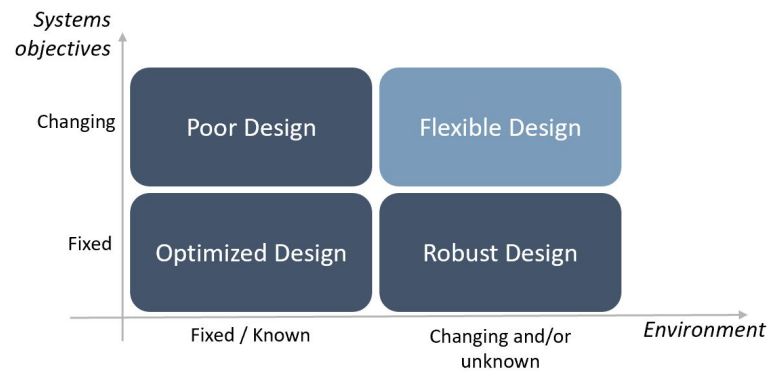 Systems
objectives
Changing
Poor Design
Flexible Design
Fixed
Optimized Design
Robust Design
Fixed / Known
Changing and/or
unknown
Environment